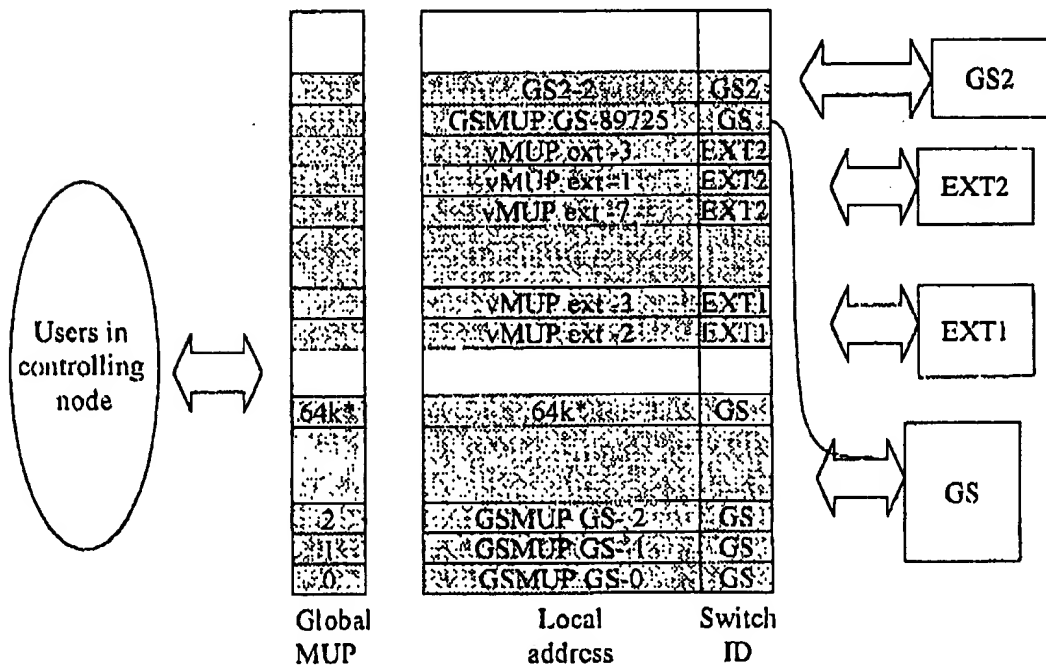 GS2-2 GS2
GSMUP GS-89725 GS
vMUP ext -3 EXT2
vMUP ext -1 EXT2
vMUP ext -7 EXT2
vMUP ext -3 EXT1
vMUP ext -2 EXT1
64k* 64k* GS
2 GSMUP GS- 2 GS
1 GSMUP GS- 1 GS
0 GSMUP GS-0 GS
Global
MUP
Local
address
Switch
ID
Users in
controlling
node
GS2
EXT2
EXT1
GS